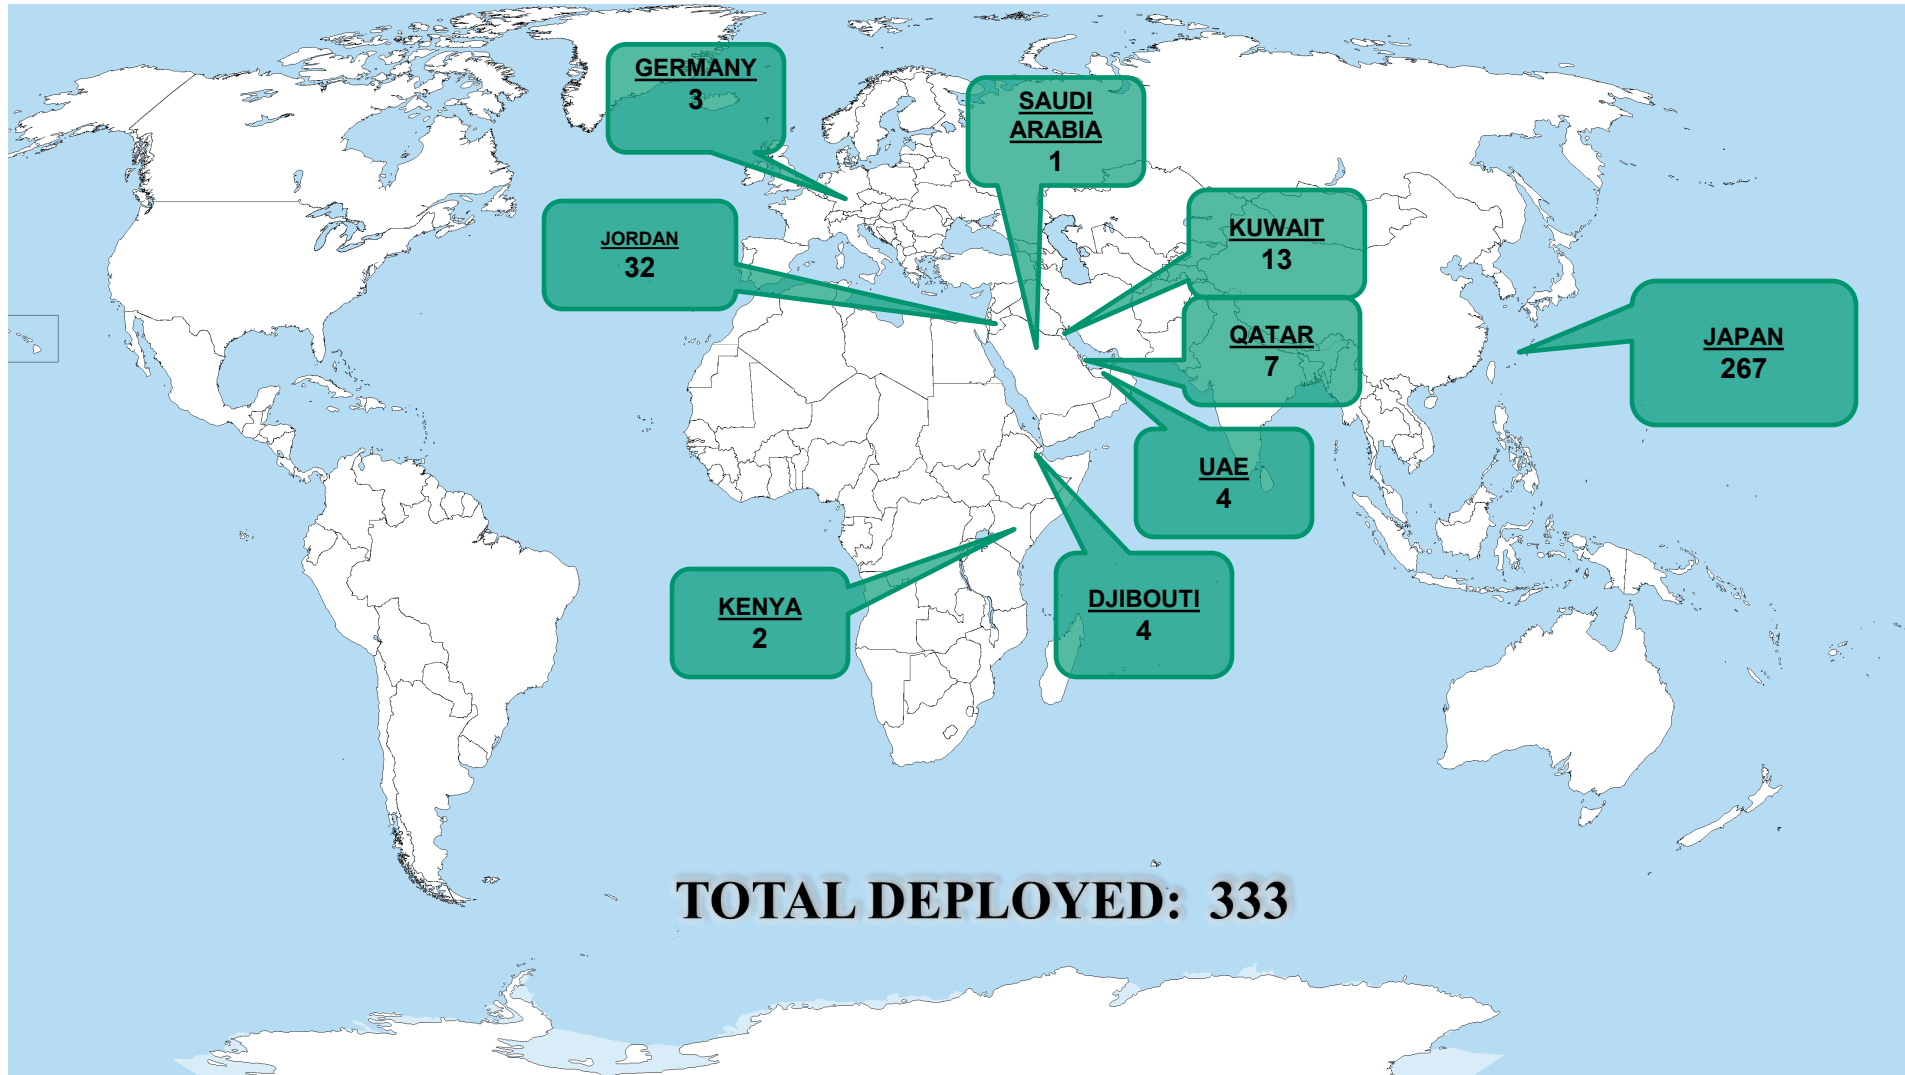 GERMANY
3
SAUDI
ARABIA
1
JORDAN
32
KUWAIT
13
QATAR
7
JAPAN
267
UAE
4
KENYA
2
DJIBOUTI
4
TOTAL DEPLOYED: 333